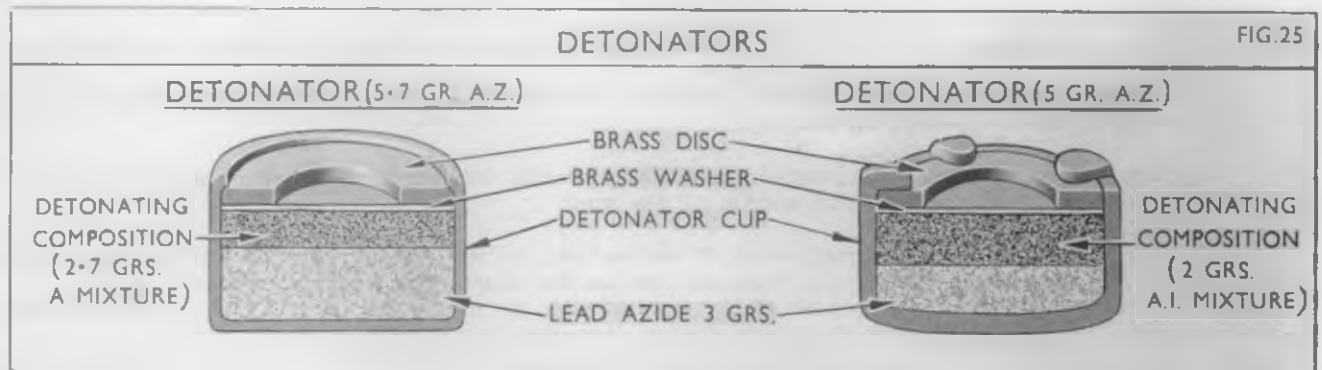 DETONATORS
FIG.25
DETONATOR (5·7 GR. A.Z.)
DETONATOR (5 GR. A.Z.)
BRASS DISC
BRASS WASHER
DETONATOR CUP
LEAD AZIDE 3 GRS.
DETONATING
COMPOSITION
(2·7 GRS.
A MIXTURE)
DETONATING
COMPOSITION
(2 GRS.
A.I. MIXTURE)